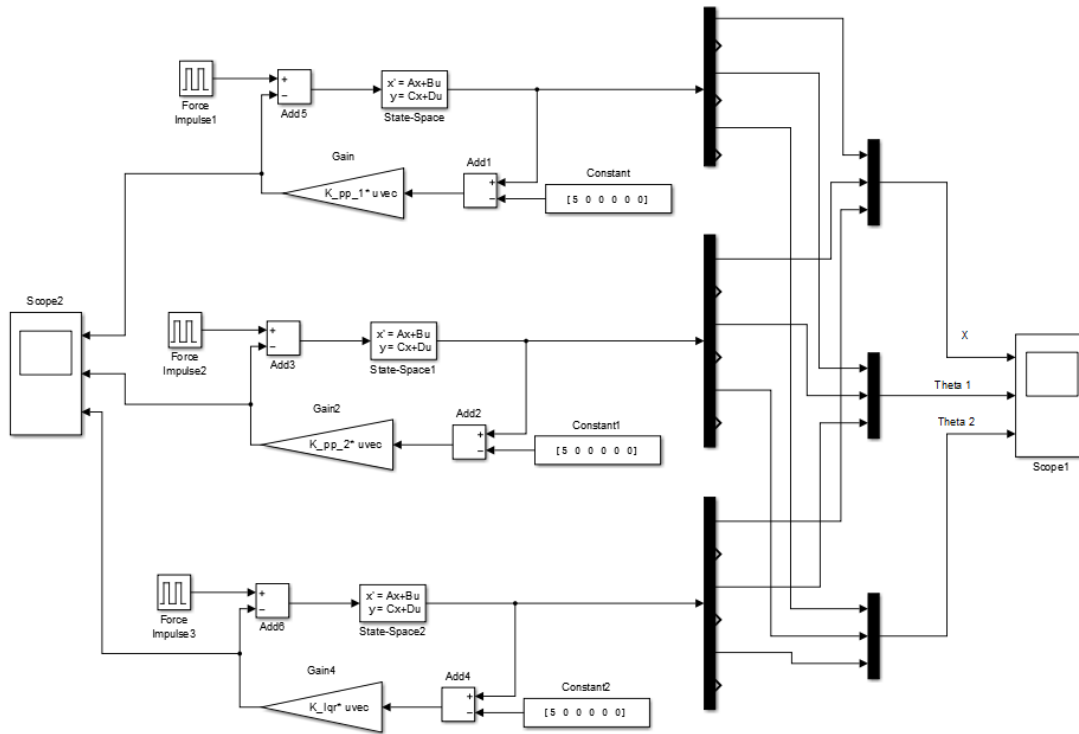 +
−
Force
Impulse1
Add5
x' = Ax+Bu
y = Cx+Du
State-Space
Gain
K_pp_1* uvec
Add1
+
−
Constant
[5 0 0 0 0 0]
Scope2
+
−
Force
Impulse2
Add3
x' = Ax+Bu
y = Cx+Du
State-Space1
Gain2
K_pp_2* uvec
Add2
+
−
Constant1
[5 0 0 0 0 0]
X
Theta 1
Theta 2
Scope1
+
−
Force
Impulse3
Add6
x' = Ax+Bu
y = Cx+Du
State-Space2
Gain4
K_lqr* uvec
Add4
+
−
Constant2
[5 0 0 0 0 0]